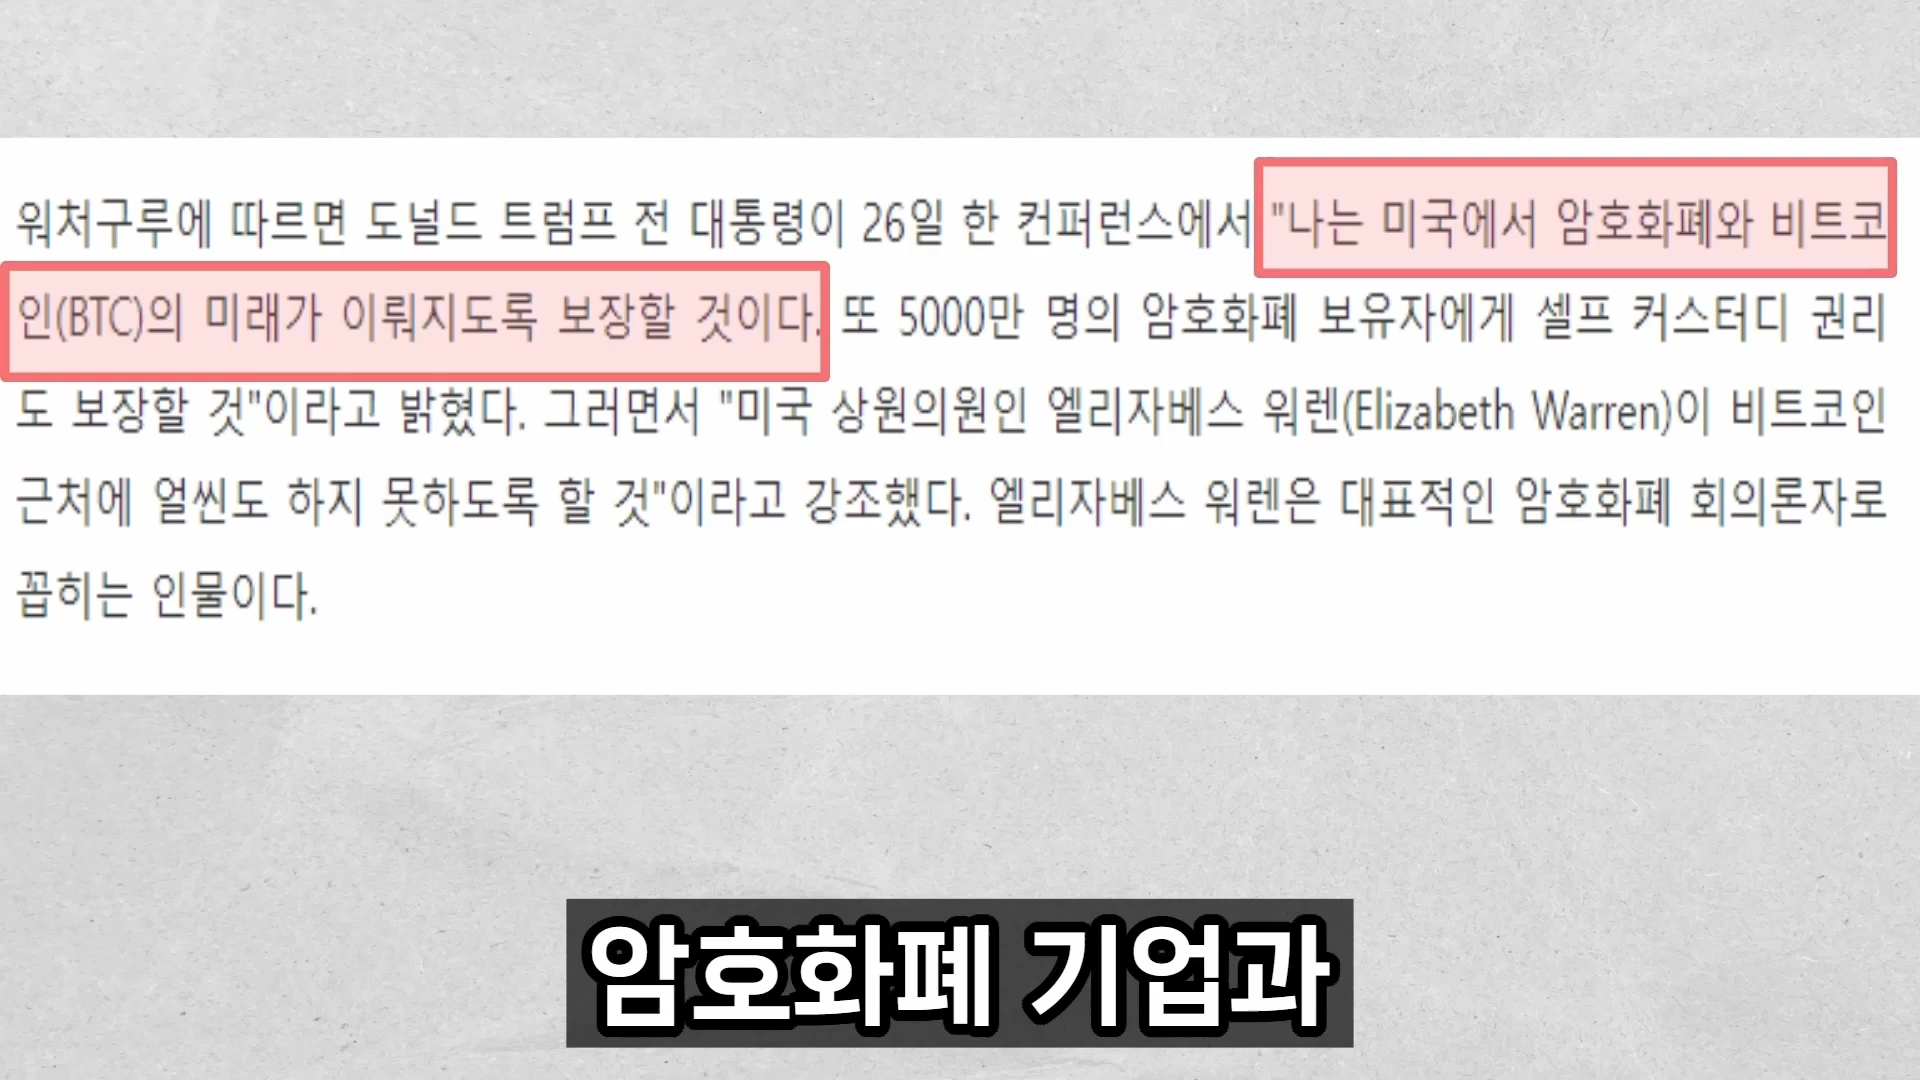 워처구루에 따르면 도널드 트럼프 전 대통령이 26일 한 컨퍼런스에서 "나는 미국에서 암호화폐와 비트코
인(BTC)의 미래가 이뤄지도록 보장할 것이다. 또 5000만 명의 암호화폐 보유자에게 셀프 커스터디 권리
도 보장할 것"이라고 밝혔다. 그러면서 "미국 상원의원인 엘리자베스 워렌(Elizabeth Warren)이 비트코인
근처에 얼씬도 하지 못하도록 할 것"이라고 강조했다. 엘리자베스 워렌은 대표적인 암호화폐 회의론자로
꼽히는 인물이다.
암호화폐 기업과